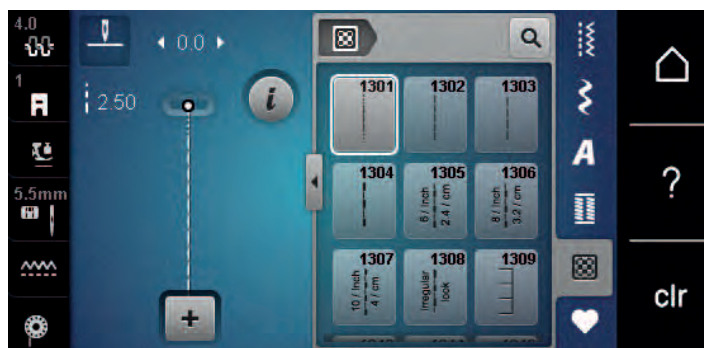 4.0
0.0
1
i
2.50
5.5mm
1301
1302
1303
1304
1305
6 / inch
2.4 / cm
1306
8 / inch
3.2 / cm
1307
10 / inch
4 / cm
1308
irregular
look
1309
A
?
clr